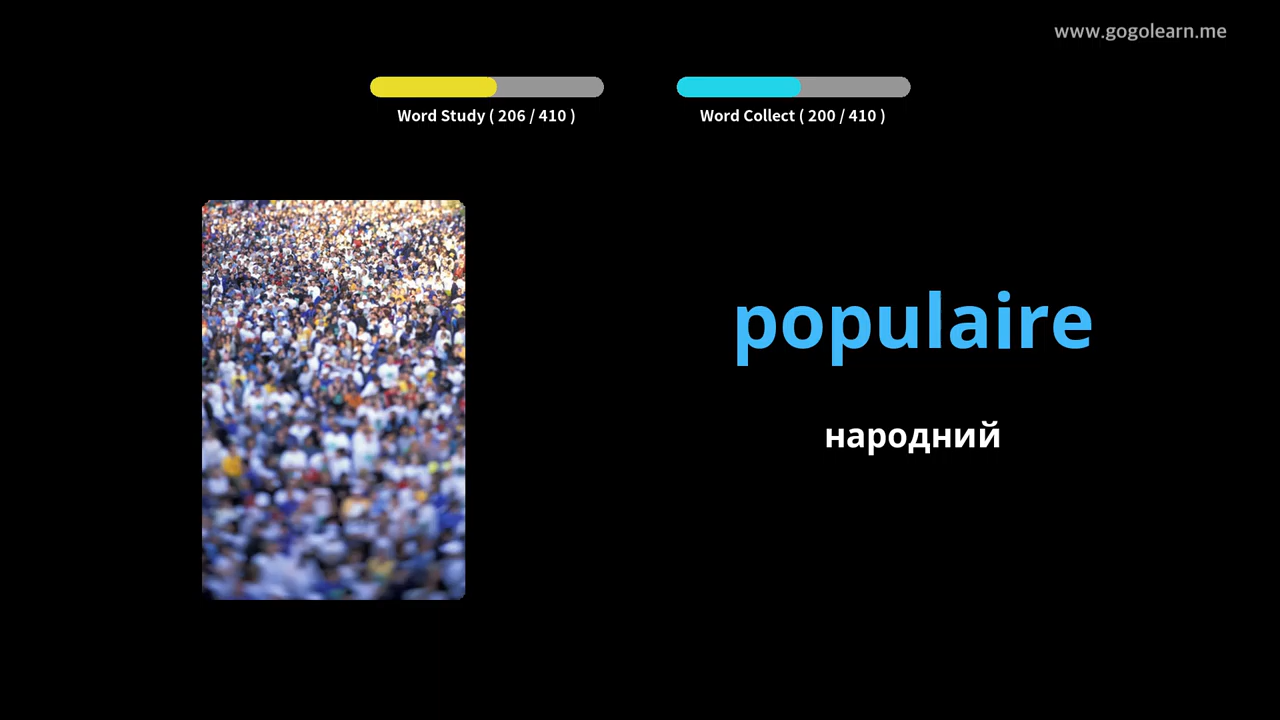 www.gogolearn.me
Word Study ( 206 / 410 )
Word Collect ( 200 / 410 )
populaire
народний